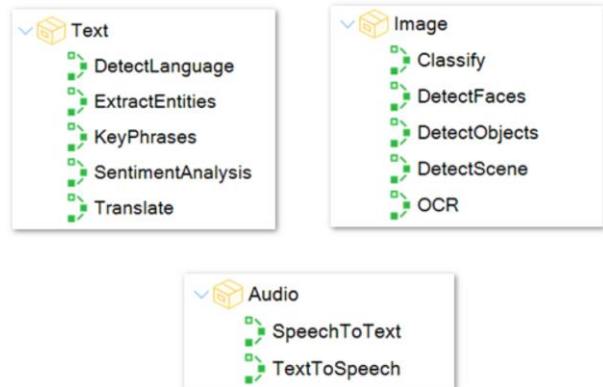 Text
DetectLanguage
ExtractEntities
KeyPhrases
SentimentAnalysis
Translate
Image
Classify
DetectFaces
DetectObjects
DetectScene
OCR
Audio
SpeechToText
TextToSpeech